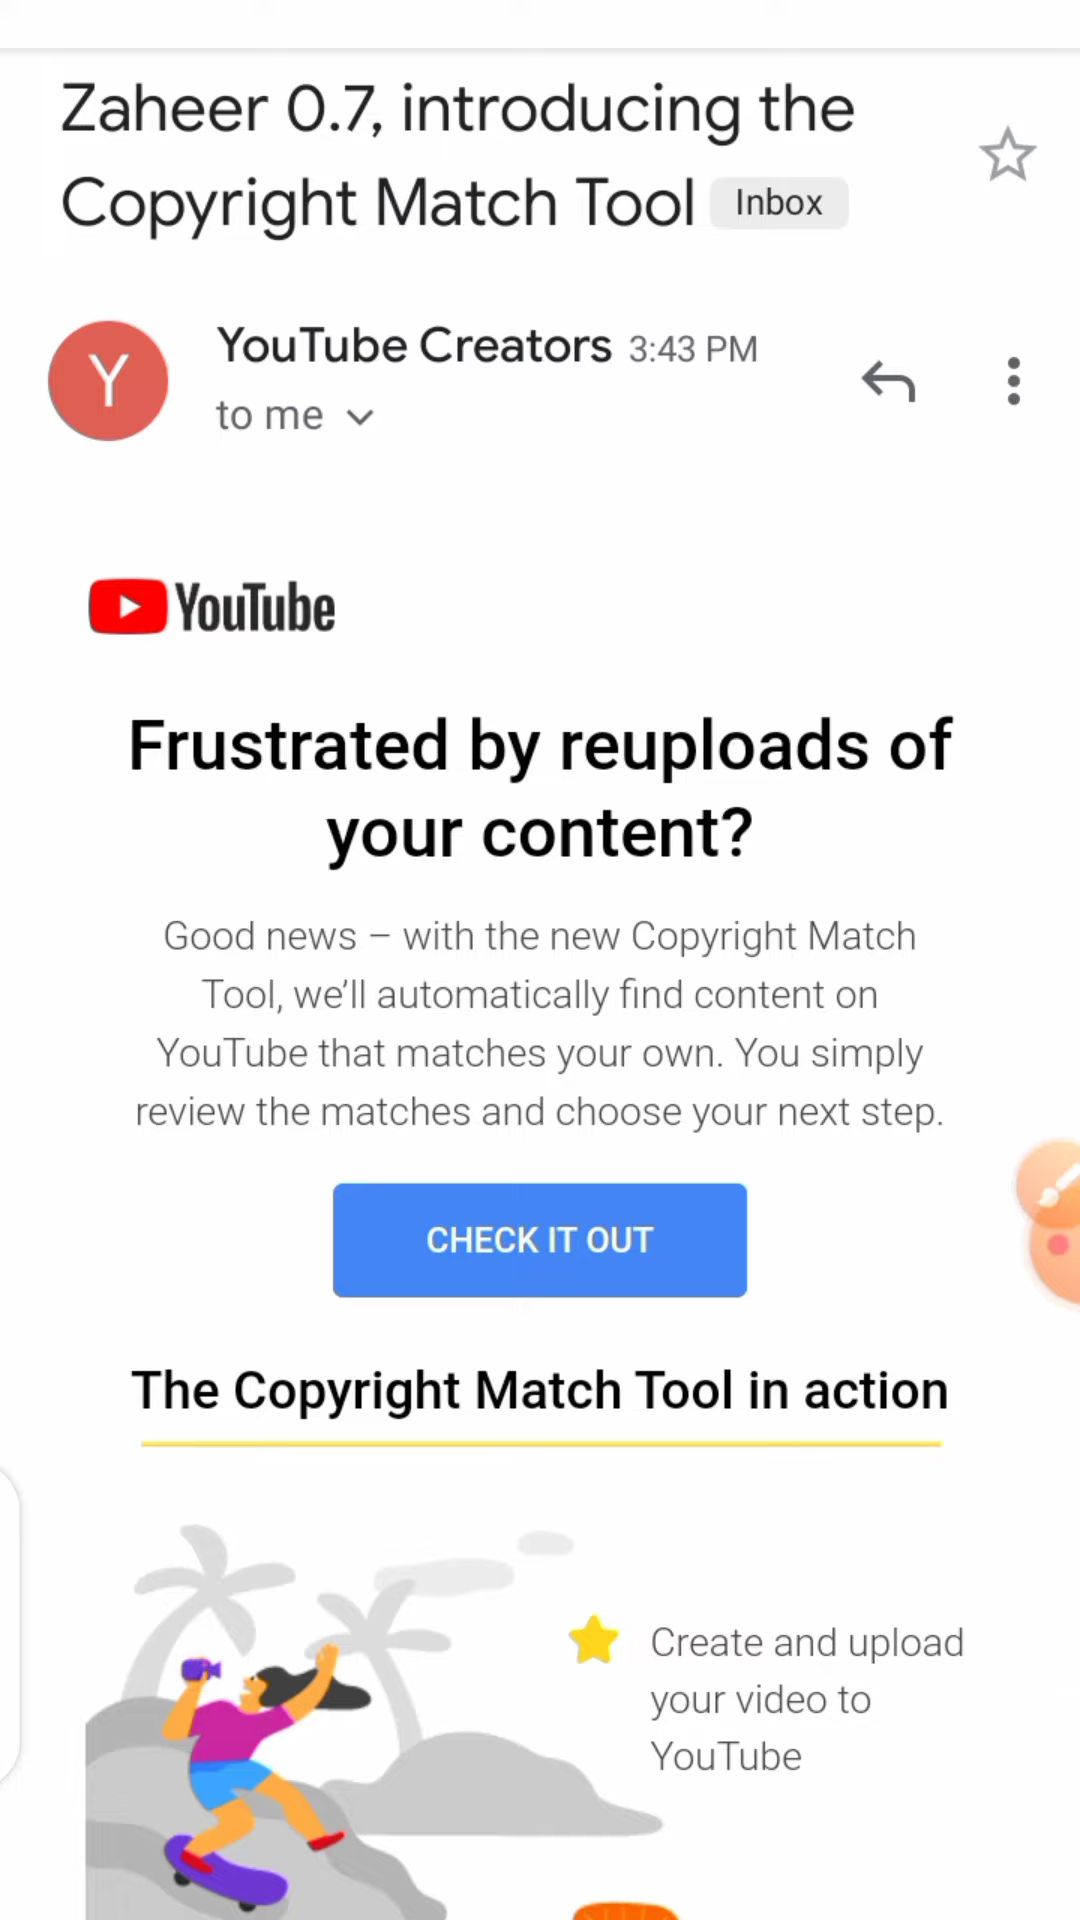 Zaheer 0.7, introducing the
Copyright Match Tool Inbox
Y
YouTube Creators 3:43 PM
to me
YouTube
Frustrated by reuploads of
your content?
Good news – with the new Copyright Match
Tool, we’ll automatically find content on
YouTube that matches your own. You simply
review the matches and choose your next step.
CHECK IT OUT
The Copyright Match Tool in action
Create and upload
your video to
YouTube